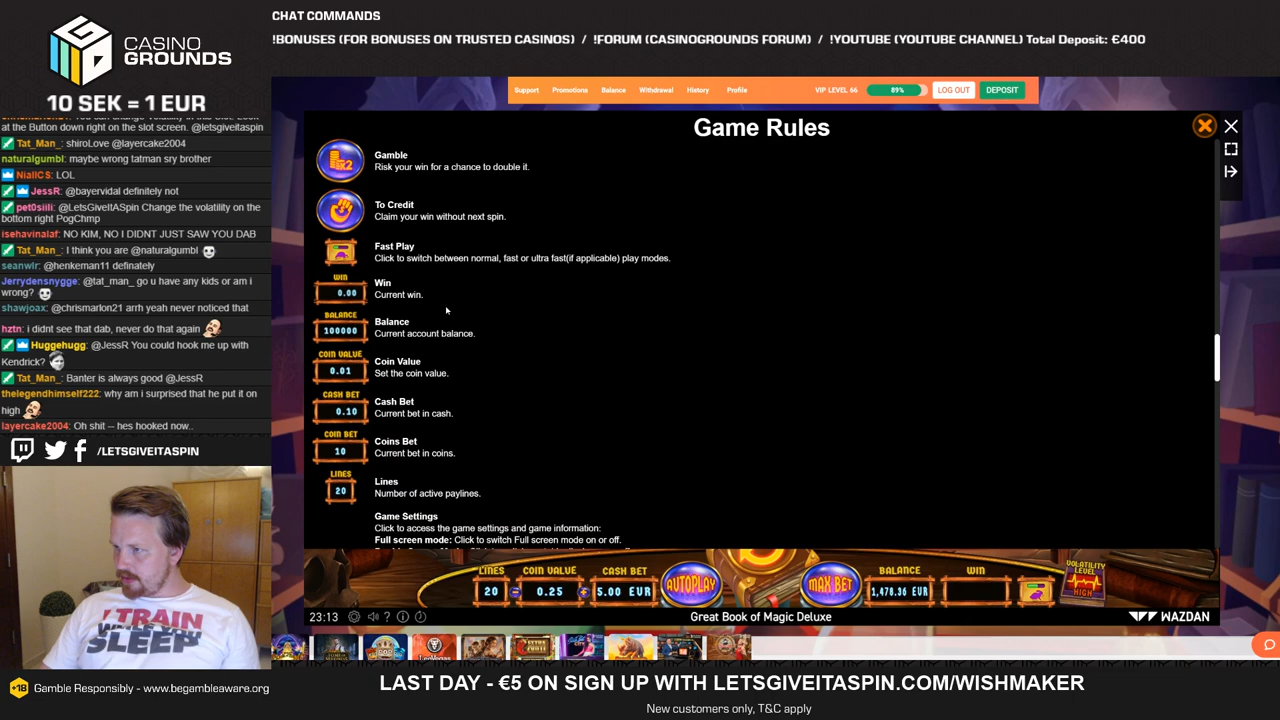 CASINO
GROUNDS
10 SEK = 1 EUR
CHAT COMMANDS
!BONUSES (FOR BONUSES ON TRUSTED CASINOS) / !FORUM (CASINOGROUNDS FORUM) / !YOUTUBE (YOUTUBE CHANNEL) Total Deposit: €400
at the Button down right on the slot screen. @letsgiveitaspin
Tat_Man_: shiroLove @layercake2004
naturalgumbl: maybe wrong tatman sry brother
NiallCS: LOL
JessR: @bayervidal definitely not
pet0siili: @LetsGiveItASpin Change the volatility on the
bottom right PogChmp
isehavinalaf: NO KIM, NO I DIDNT JUST SAW YOU DAB
Tat_Man_: I think you are @naturalgumbl
seanwlr: @henkeman11 definately
Jerrydensnygge: @tat_man_ go u have any kids or am i
wrong?
shawjoax: @chrismarlon21 arrh yeah never noticed that
hztn: i didnt see that dab, never do that again
Huggehugg: @JessR You could hook me up with
Kendrick?
Tat_Man_: Banter is always good @JessR
thelegendhimself222: why am i surprised that he put it on
high
layercake2004: Oh shit -- hes hooked now..
/LETSGIVEITASPIN
I TRAIN
SLEEP
Support Promotions Balance Withdrawal History Profile VIP LEVEL 66 89% LOG OUT DEPOSIT
Game Rules
Gamble
Risk your win for a chance to double it.
To Credit
Claim your win without next spin.
Fast Play
Click to switch between normal, fast or ultra fast(if applicable) play modes.
WIN
0.00
Win
Current win.
BALANCE
100000
Balance
Current account balance.
COIN VALUE
0.01
Coin Value
Set the coin value.
CASH BET
0.10
Cash Bet
Current bet in cash.
COIN BET
10
Coins Bet
Current bet in coins.
LINES
20
Lines
Number of active paylines.
Game Settings
Click to access the game settings and game information:
Full screen mode: Click to switch Full screen mode on or off.
LINES COIN VALUE CASH BET BALANCE WIN
20 0.25 5.00 EUR AUTOPLAY MAX BET 1,478.36 EUR
VOLATILITY
LEVEL
HIGH
23:13 Great Book of Magic Deluxe WAZDAN
+18 Gamble Responsibly - www.begambleaware.org
LAST DAY - €5 ON SIGN UP WITH LETSGIVEITASPIN.COM/WISHMAKER
New customers only, T&C apply